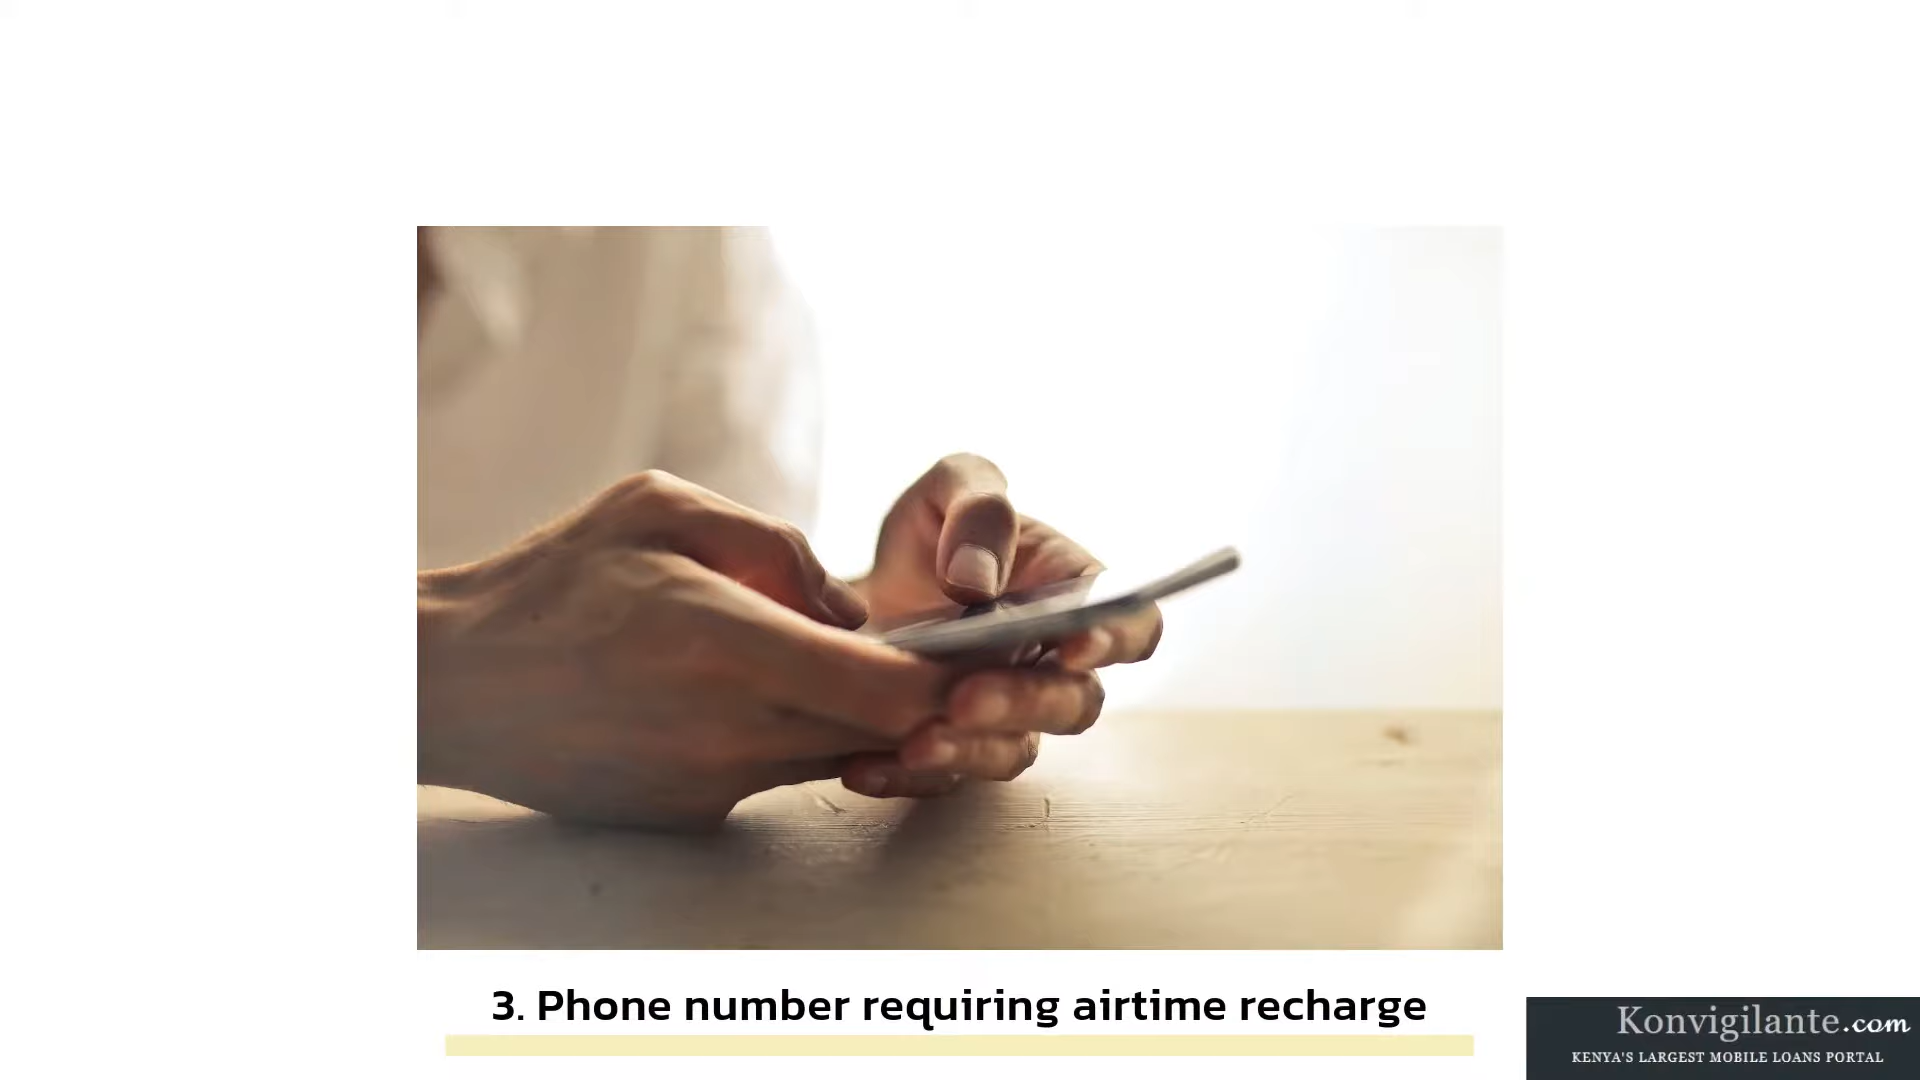 3. Phone number requiring airtime recharge
Konvigilante.com
KENYA'S LARGEST MOBILE LOANS PORTAL